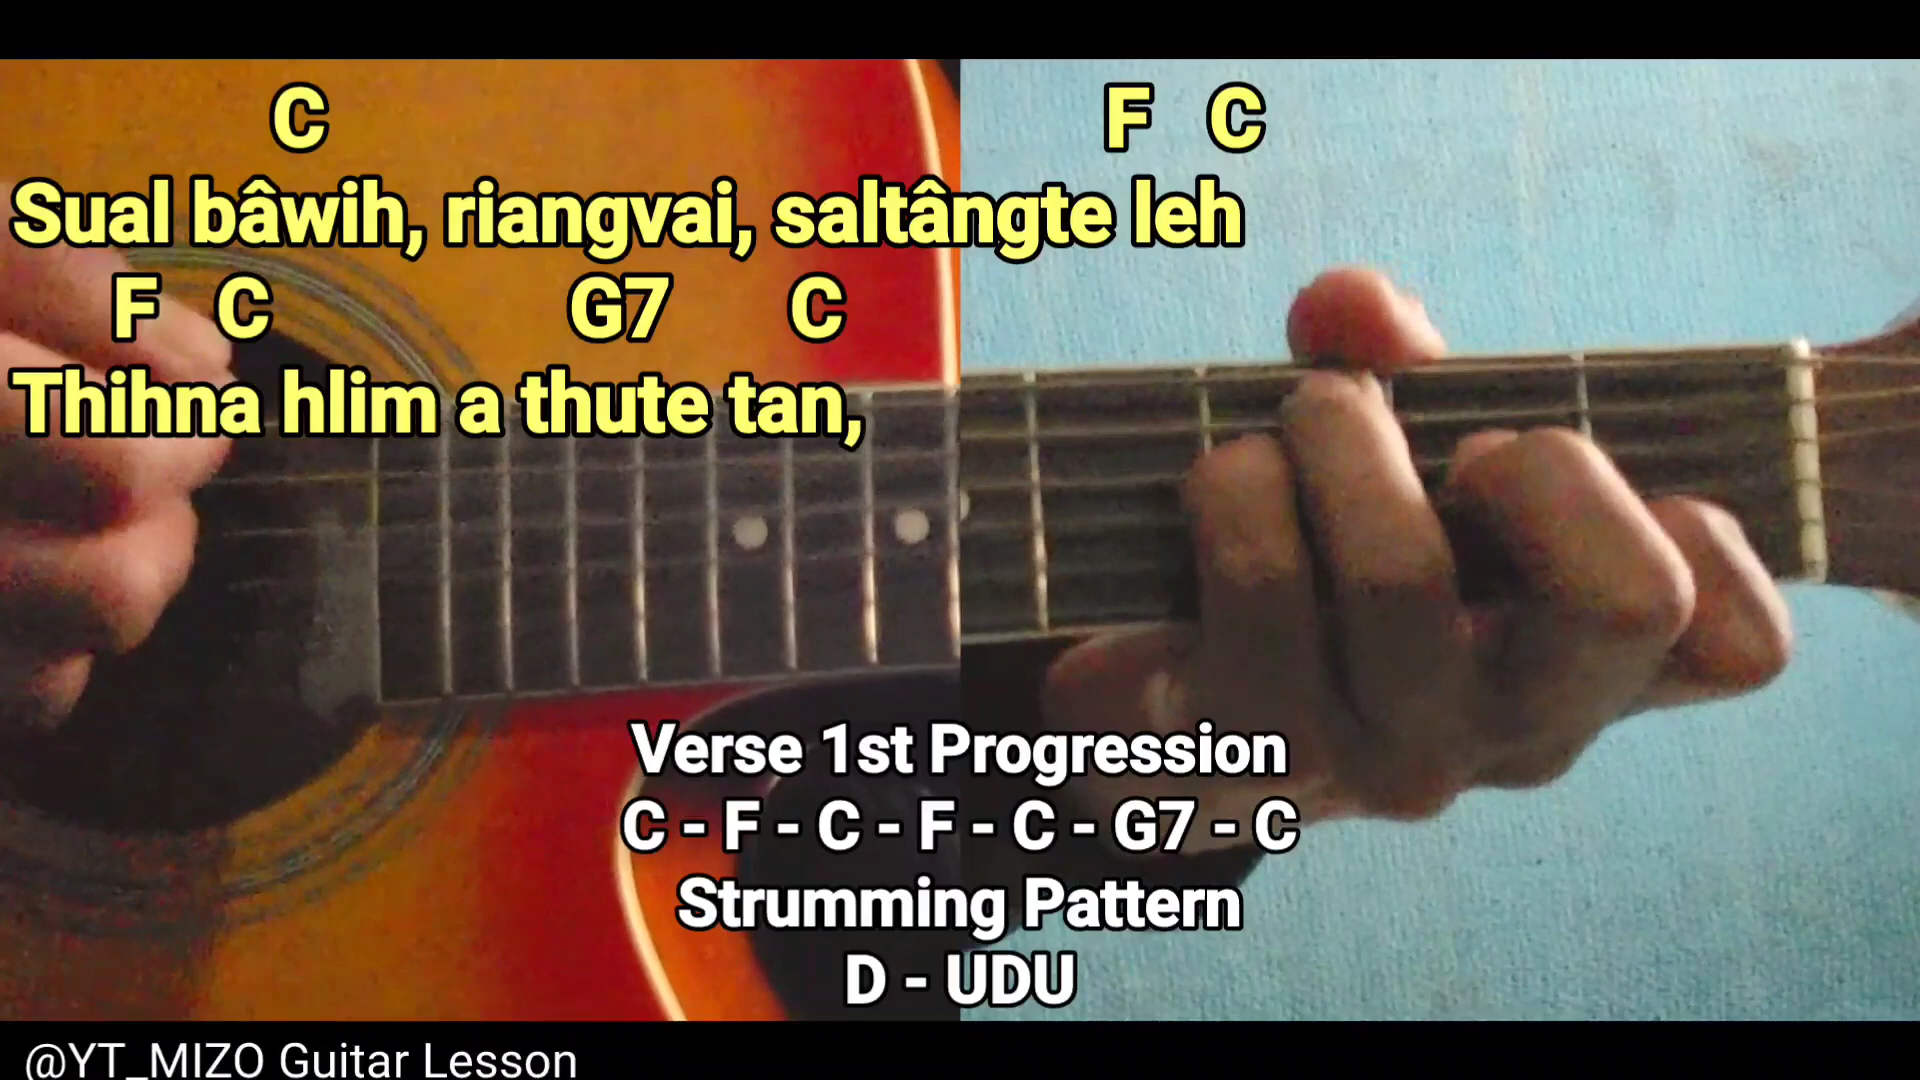 C F C
Sual bâwih, riangvai, saltângte leh
F C G7 C
Thihna hlim a thute tan,
Verse 1st Progression
C - F - C - F - C - G7 - C
Strumming Pattern
D - UDU
@YT_MIZO Guitar Lesson